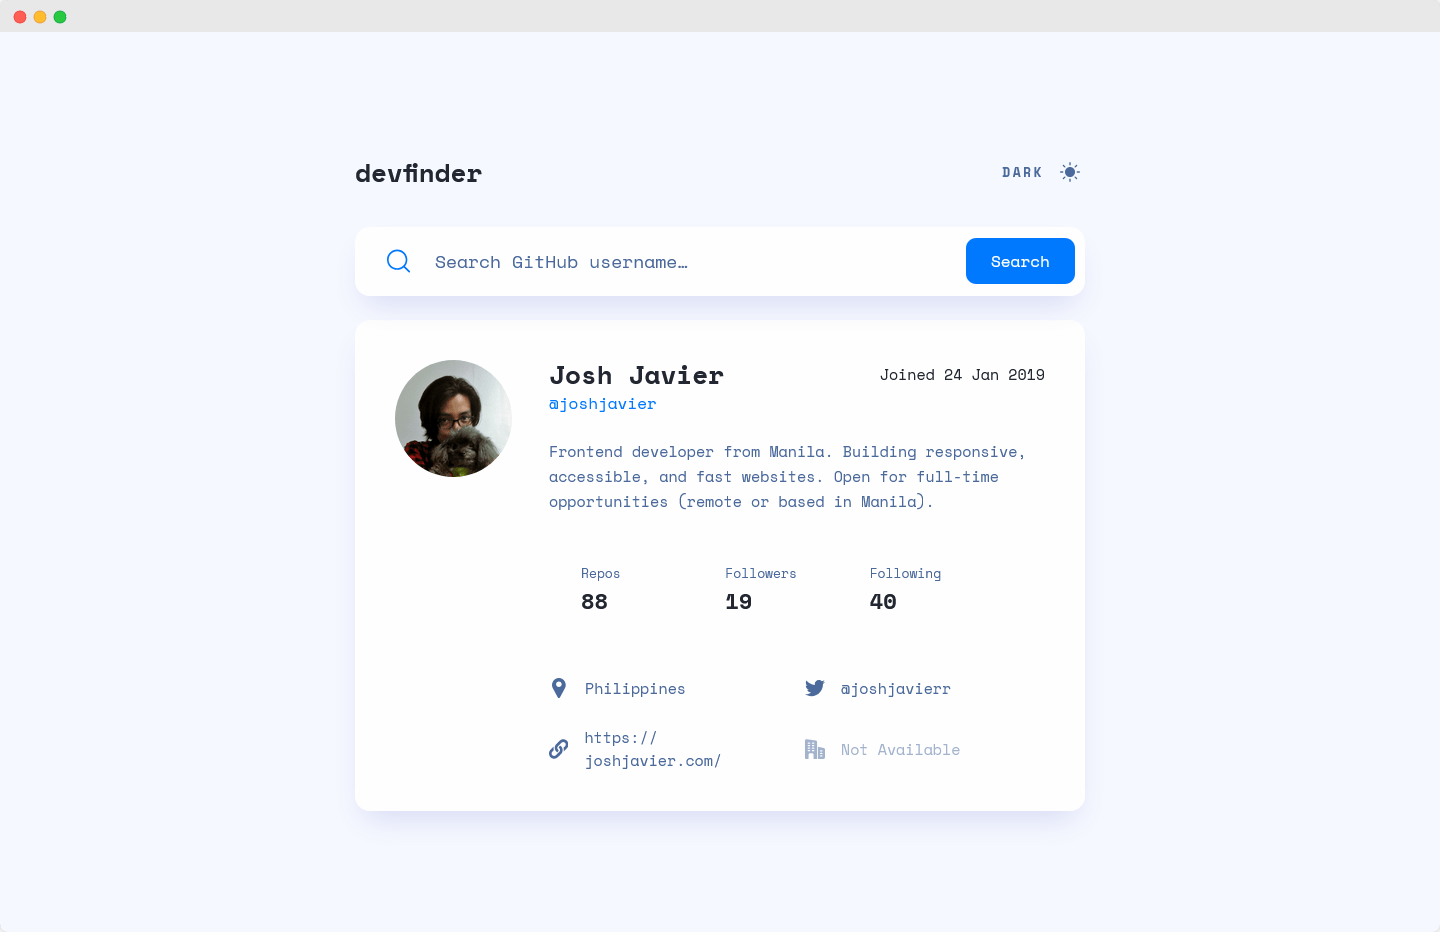 devfinder
DARK
Search GitHub username…
Search
Josh Javier
Joined 24 Jan 2019
@joshjavier
Frontend developer from Manila. Building responsive,
accessible, and fast websites. Open for full-time
opportunities (remote or based in Manila).
Repos
Followers
Following
88
19
40
Philippines
@joshjavierr
https://
joshjavier.com/
Not Available